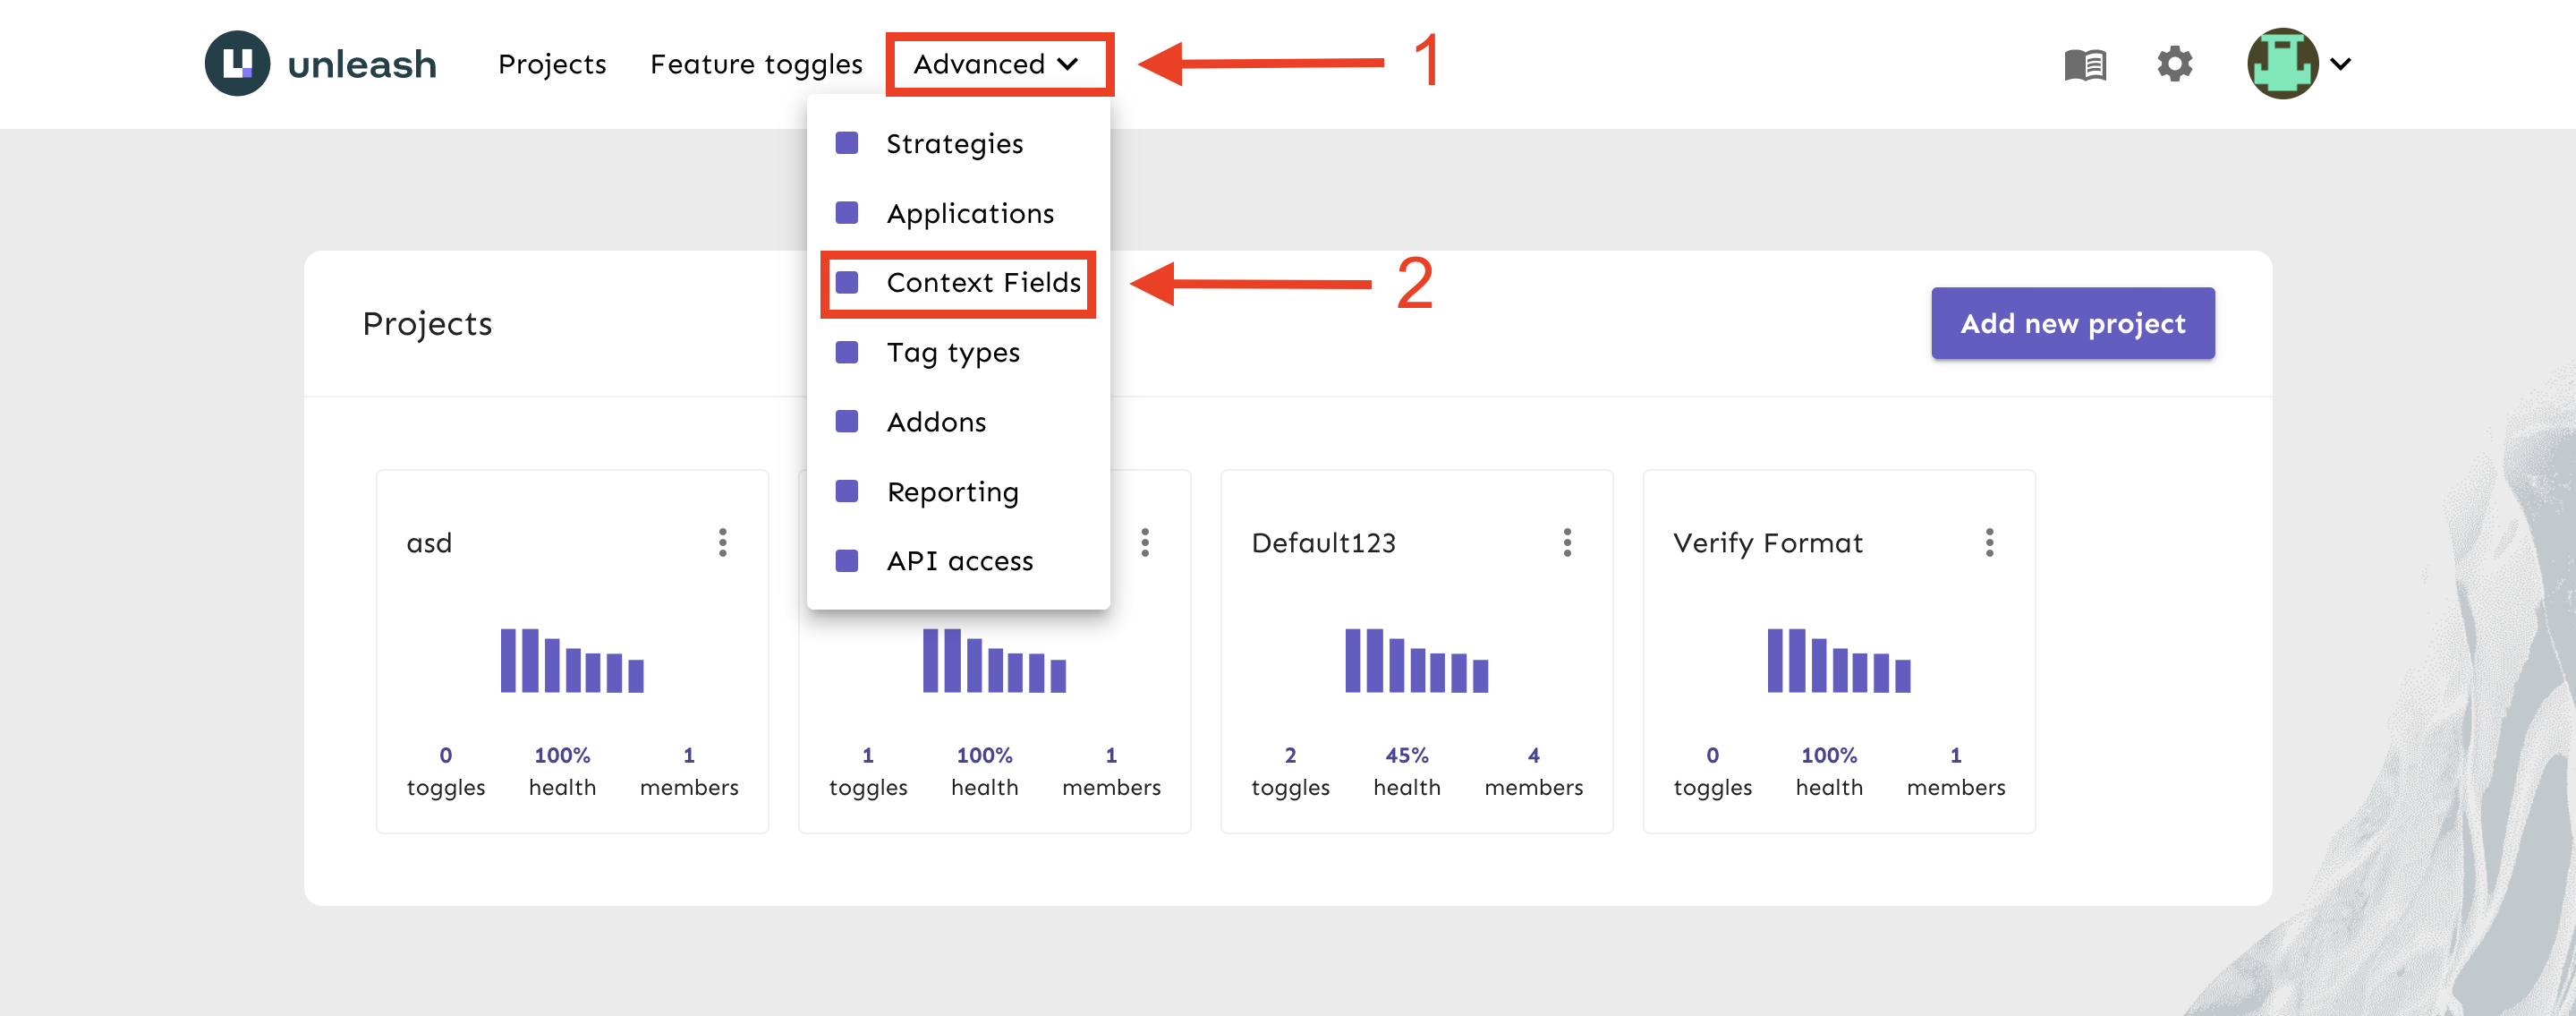 unleash Projects Feature toggles Advanced 1
Strategies
Applications
Context Fields 2
Tag types
Addons
Reporting
API access
Projects Add new project
asd Default123 Verify Format
0 100% 1 1 100% 1 2 45% 4 0 100% 1
toggles health members toggles health members toggles health members toggles health members